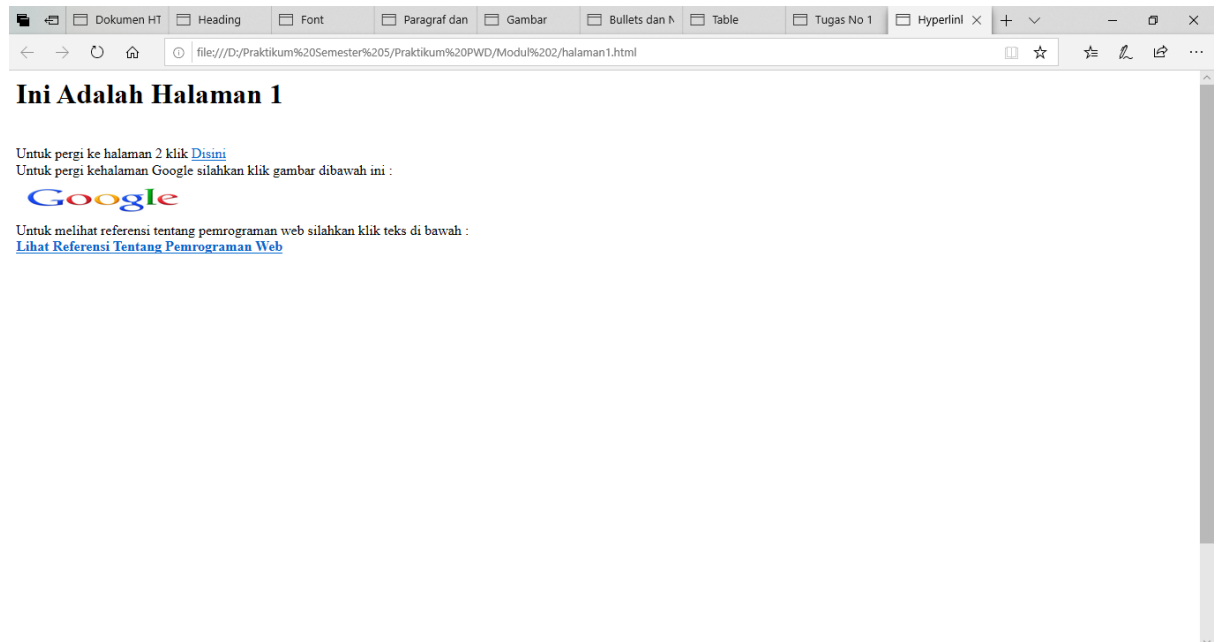 Dokumen HT
Heading
Font
Paragraf dan
Gambar
Bullets dan N
Table
Tugas No 1
Hyperlinl
file:///D:/Praktikum%20Semester%205/Praktikum%20PWD/Modul%202/halaman1.html
Ini Adalah Halaman 1
Untuk pergi ke halaman 2 klik Disini
Untuk pergi kehalaman Google silahkan klik gambar dibawah ini :
Google
Untuk melihat referensi tentang pemrograman web silahkan klik teks di bawah :
Lihat Referensi Tentang Pemrograman Web